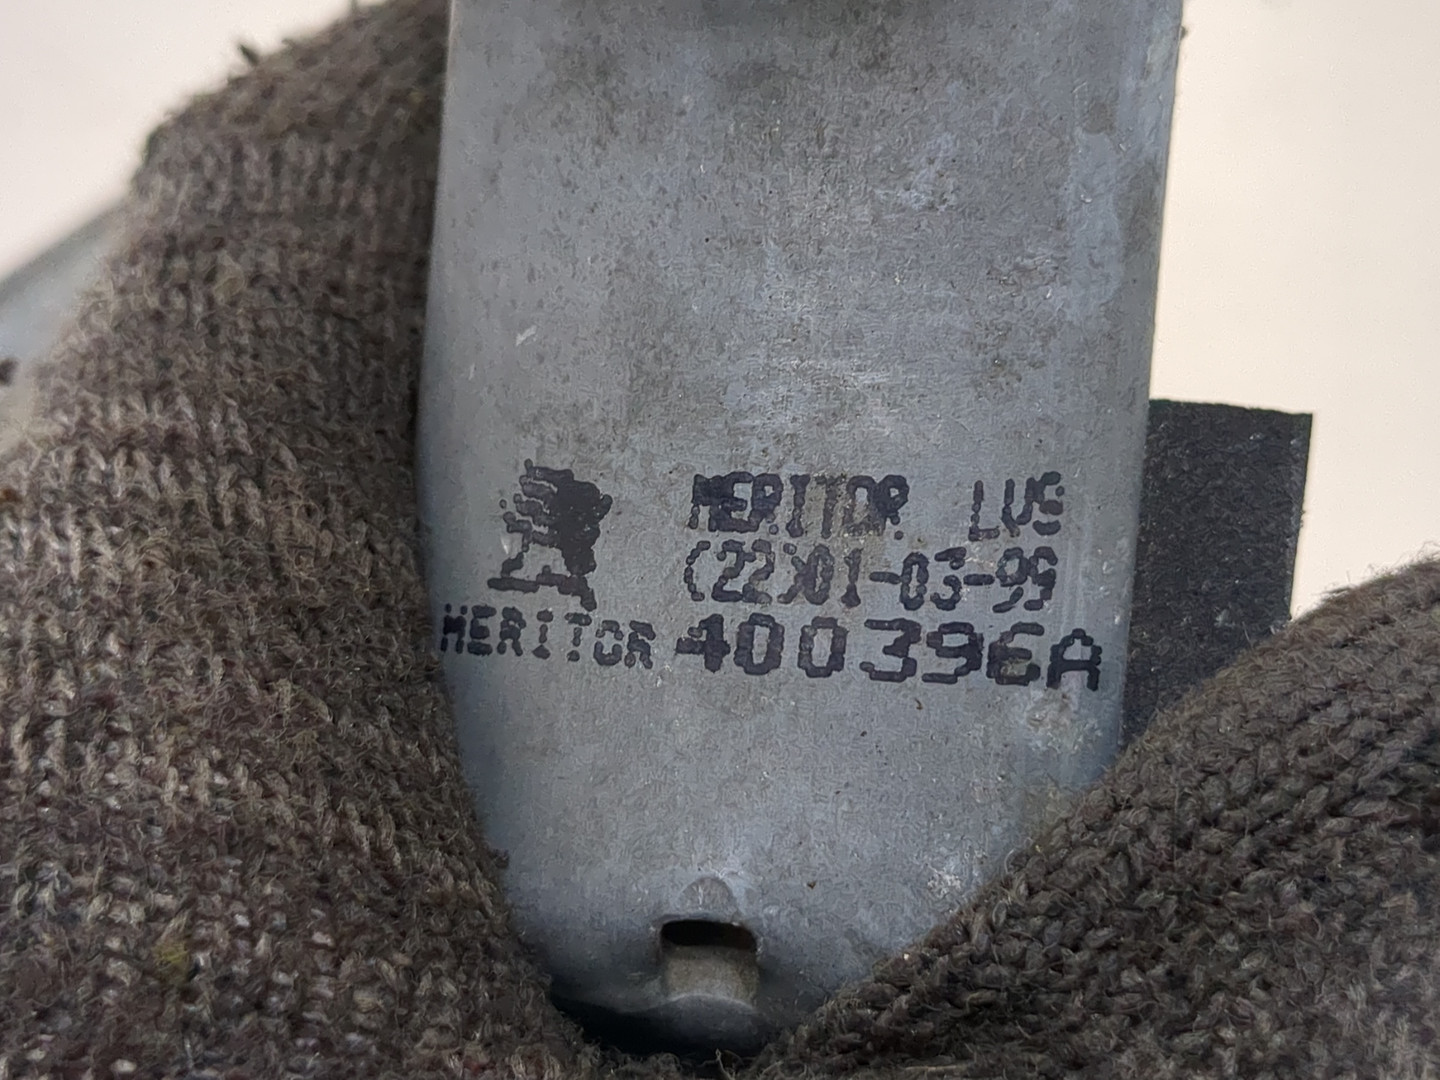 MERITOR LVS
(22)01-03-99
MERITOR 400396A